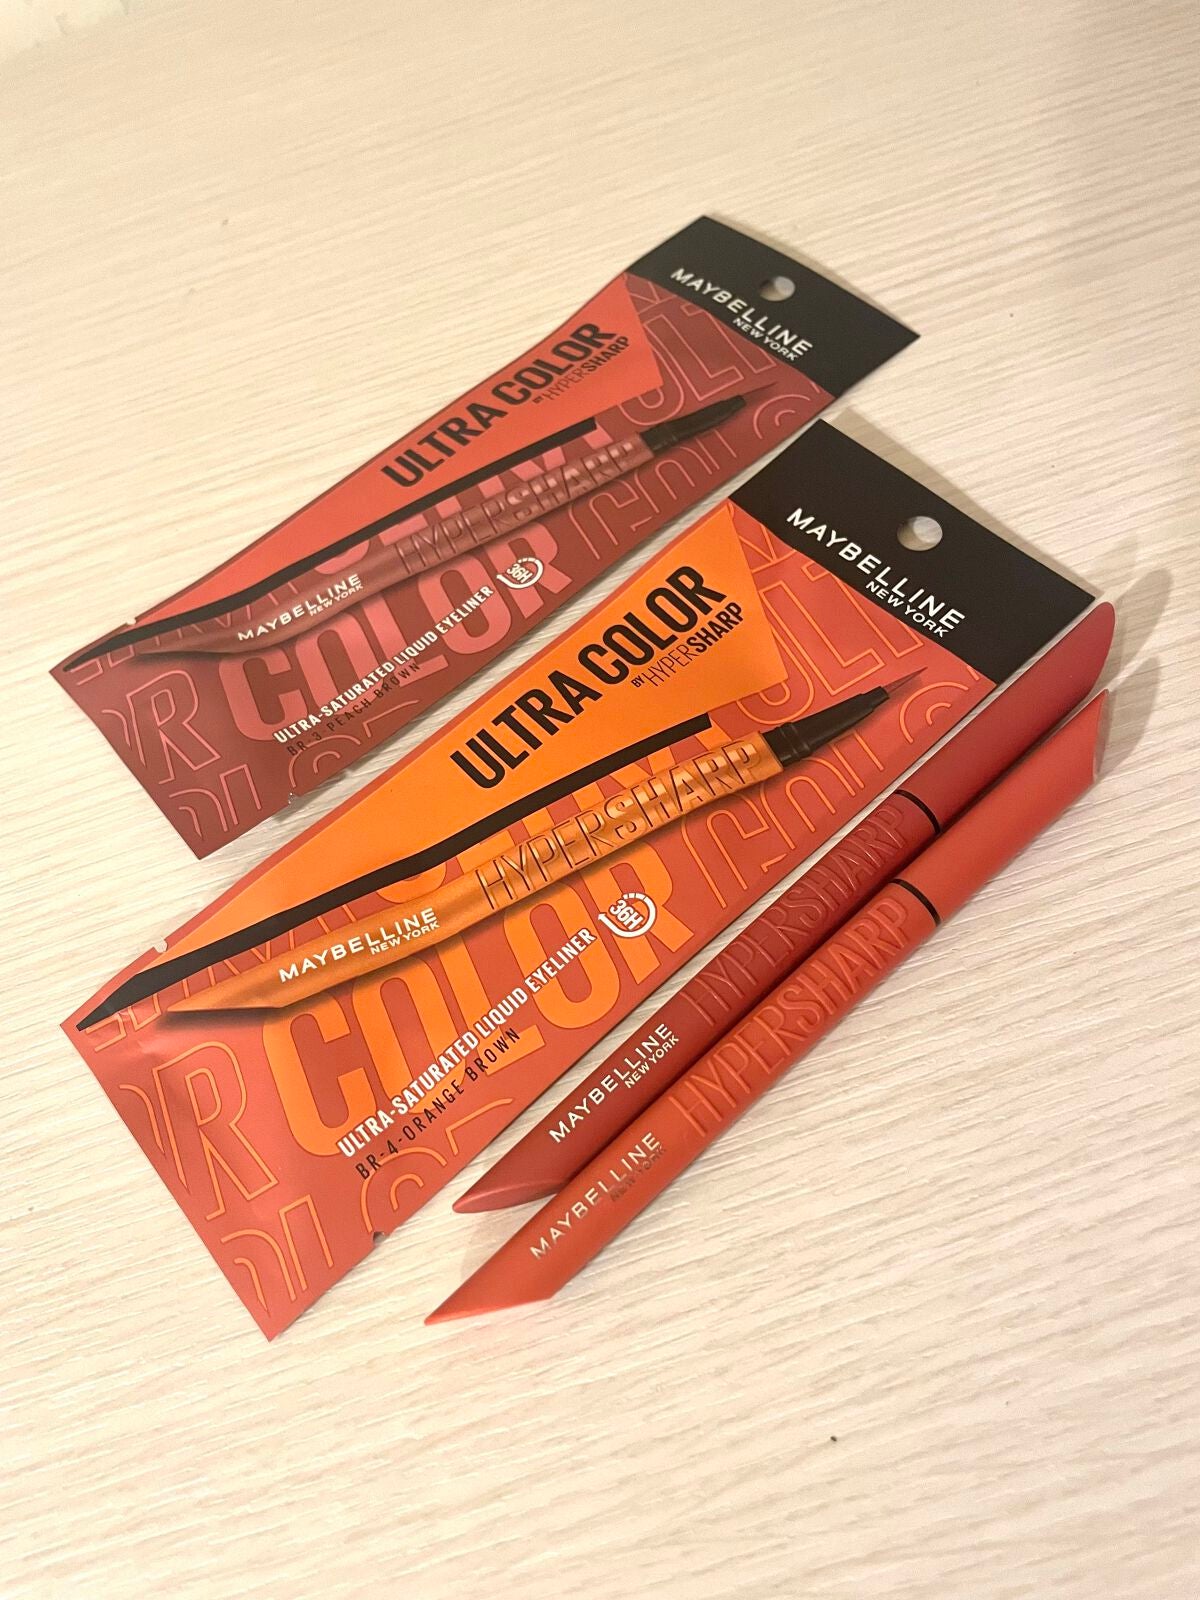 MAYBELLINE
NEW YORK
ULTRA COLOR
BY HYPERSHARP
HYPERSHARP
MAYBELLINE
NEW YORK
COLOR
36H
ULTRA-SATURATED LIQUID EYELINER
BR-3-PEACH BROWN
MAYBELLINE
NEW YORK
ULTRA COLOR
BY HYPERSHARP
HYPERSHARP
MAYBELLINE
NEW YORK
COLOR
36H
ULTRA-SATURATED LIQUID EYELINER
BR-4-ORANGE BROWN
HYPERSHARP
MAYBELLINE
NEW YORK
HYPERSHARP
MAYBELLINE
NEW YORK